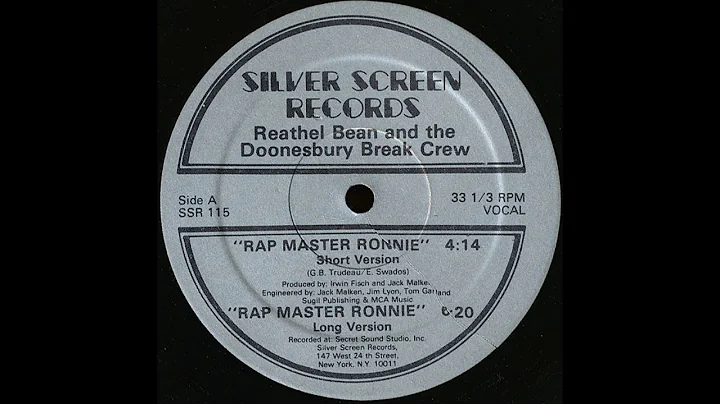 SILVER SCREEN
RECORDS
Reathel Bean and the
Doonesbury Break Crew
Side A
SSR 115
33 1/3 RPM
VOCAL
"RAP MASTER RONNIE" 4:14
Short Version
(G.B. Trudeau/E. Swados)
Produced by: Irwin Fisch and Jack Malken
Engineered by: Jack Malken, Jim Lyon, Tom Garland
Sugil Publishing & MCA Music
"RAP MASTER RONNIE" 6:20
Long Version
Recorded at: Secret Sound Studio, Inc.
Silver Screen Records,
147 West 24 th Street,
New York, N.Y. 10011